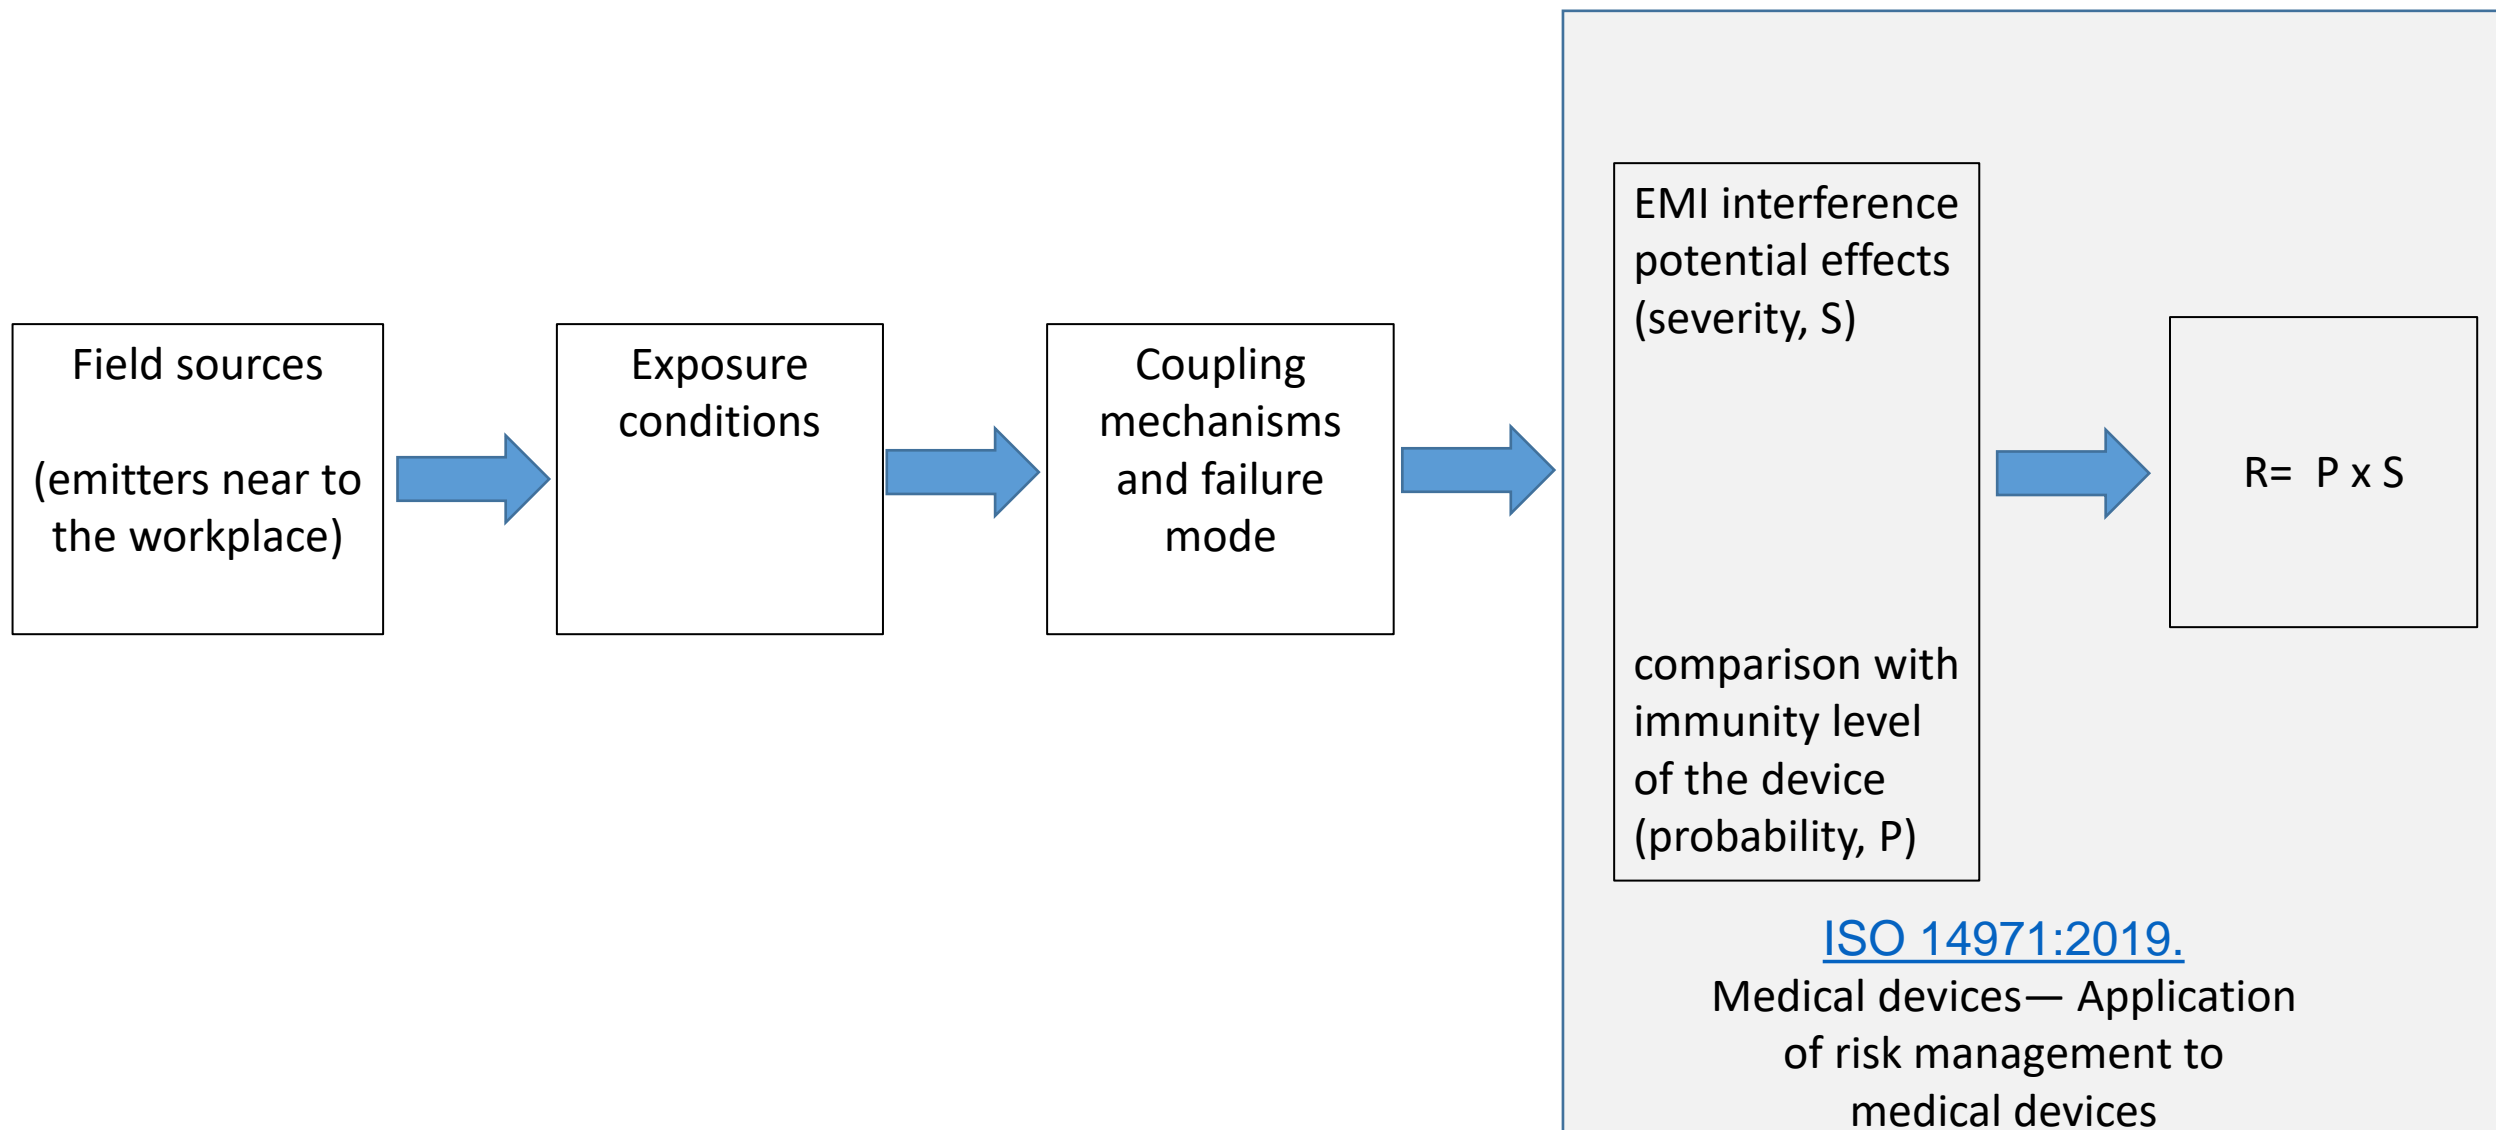 Field sources
(emitters near to
the workplace)
Exposure
conditions
Coupling
mechanisms
and failure
mode
EMI interference
potential effects
(severity, S)
comparison with
immunity level
of the device
(probability, P)
R=  P x S
ISO 14971:2019.
Medical devices— Application
of risk management to
medical devices